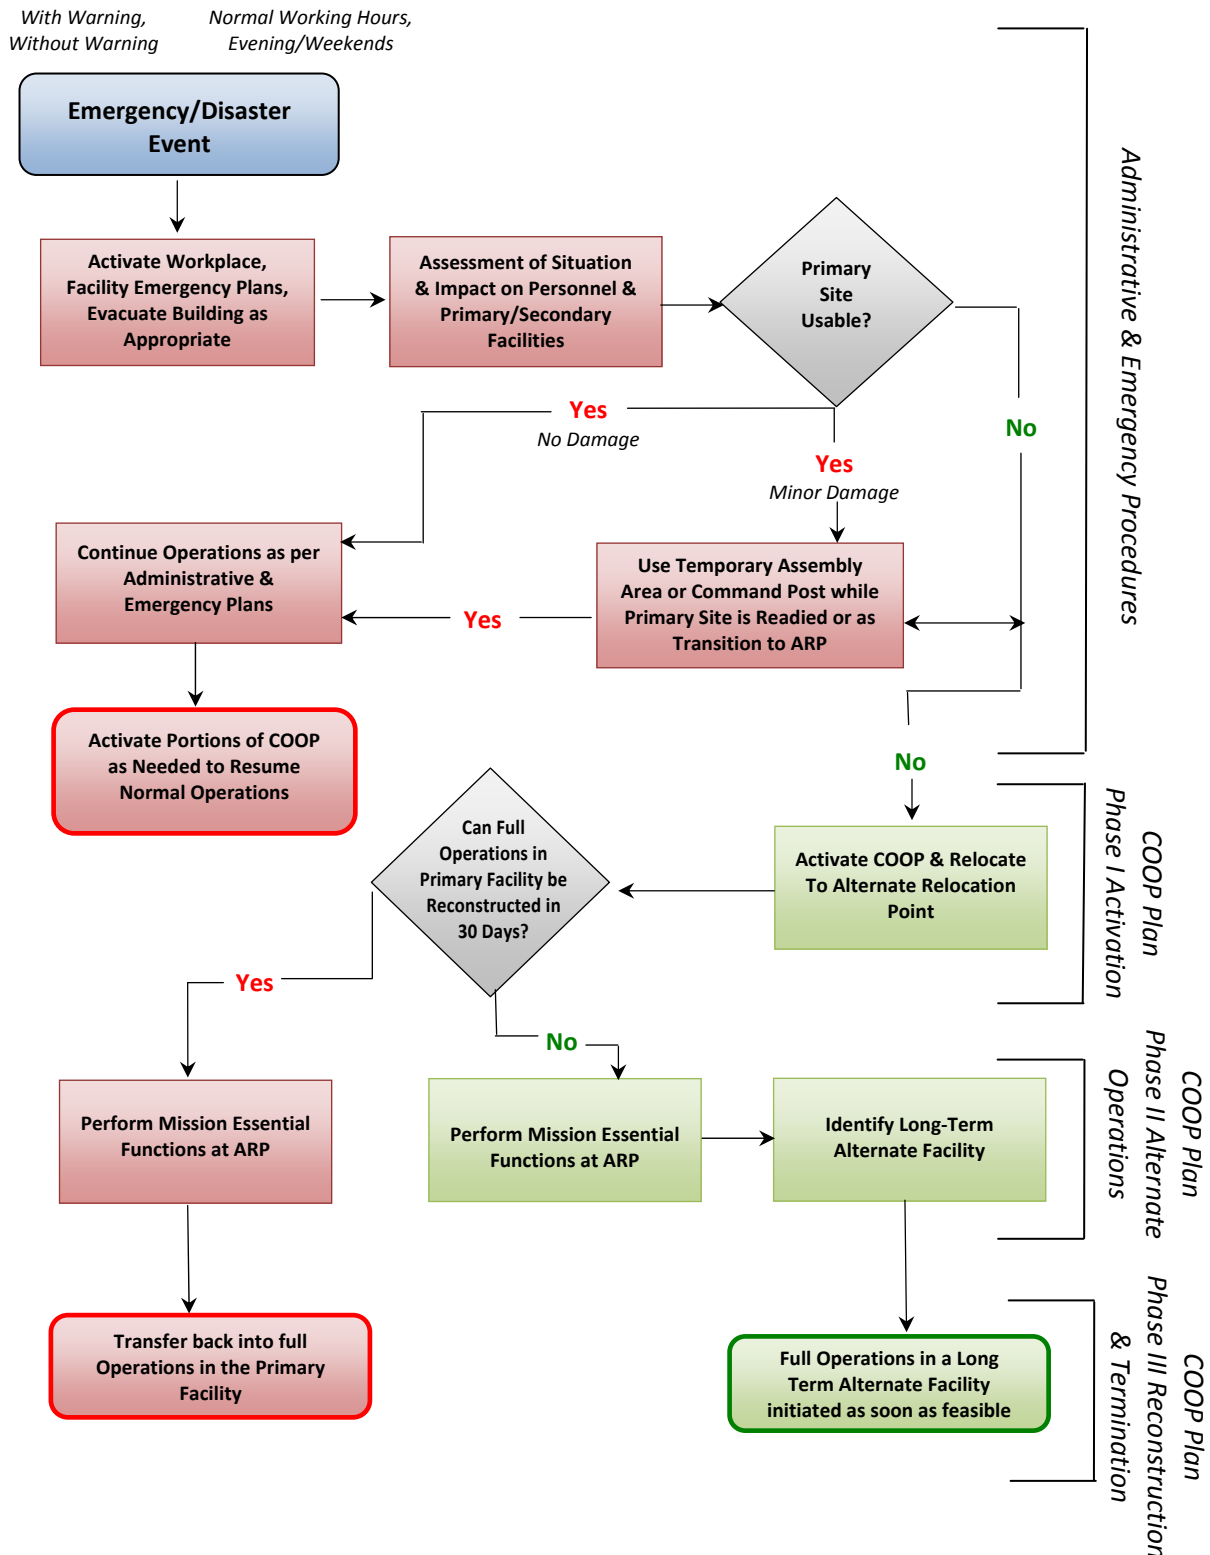 With Warning,
Without Warning
Normal Working Hours,
Evening/Weekends
Emergency/Disaster
Event
Activate Workplace,
Facility Emergency Plans,
Evacuate Building as
Appropriate
Assessment of Situation
& Impact on Personnel &
Primary/Secondary
Facilities
Primary
Site
Usable?
Yes
No Damage
Yes
Minor Damage
No
Administrative & Emergency Procedures
Continue Operations as per
Administrative &
Emergency Plans
Yes
Use Temporary Assembly
Area or Command Post while
Primary Site is Readied or as
Transition to ARP
Activate Portions of COOP
as Needed to Resume
Normal Operations
No
Can Full
Operations in
Primary Facility be
Reconstructed in
30 Days?
Activate COOP & Relocate
To Alternate Relocation
Point
COOP Plan
Phase I Activation
Yes
No
Perform Mission Essential
Functions at ARP
Perform Mission Essential
Functions at ARP
Identify Long-Term
Alternate Facility
COOP Plan
Phase II Alternate
Operations
Transfer back into full
Operations in the Primary
Facility
Full Operations in a Long
Term Alternate Facility
initiated as soon as feasible
COOP Plan
Phase III Reconstruction
& Termination